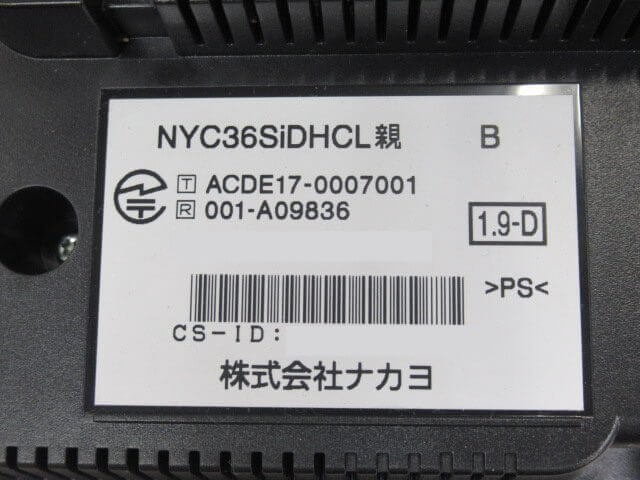 NYC36SiDHCL親 B
T ACDE17-0007001
R 001-A09836
1.9-D
>PS<
CS-ID:
株式会社ナカヨ